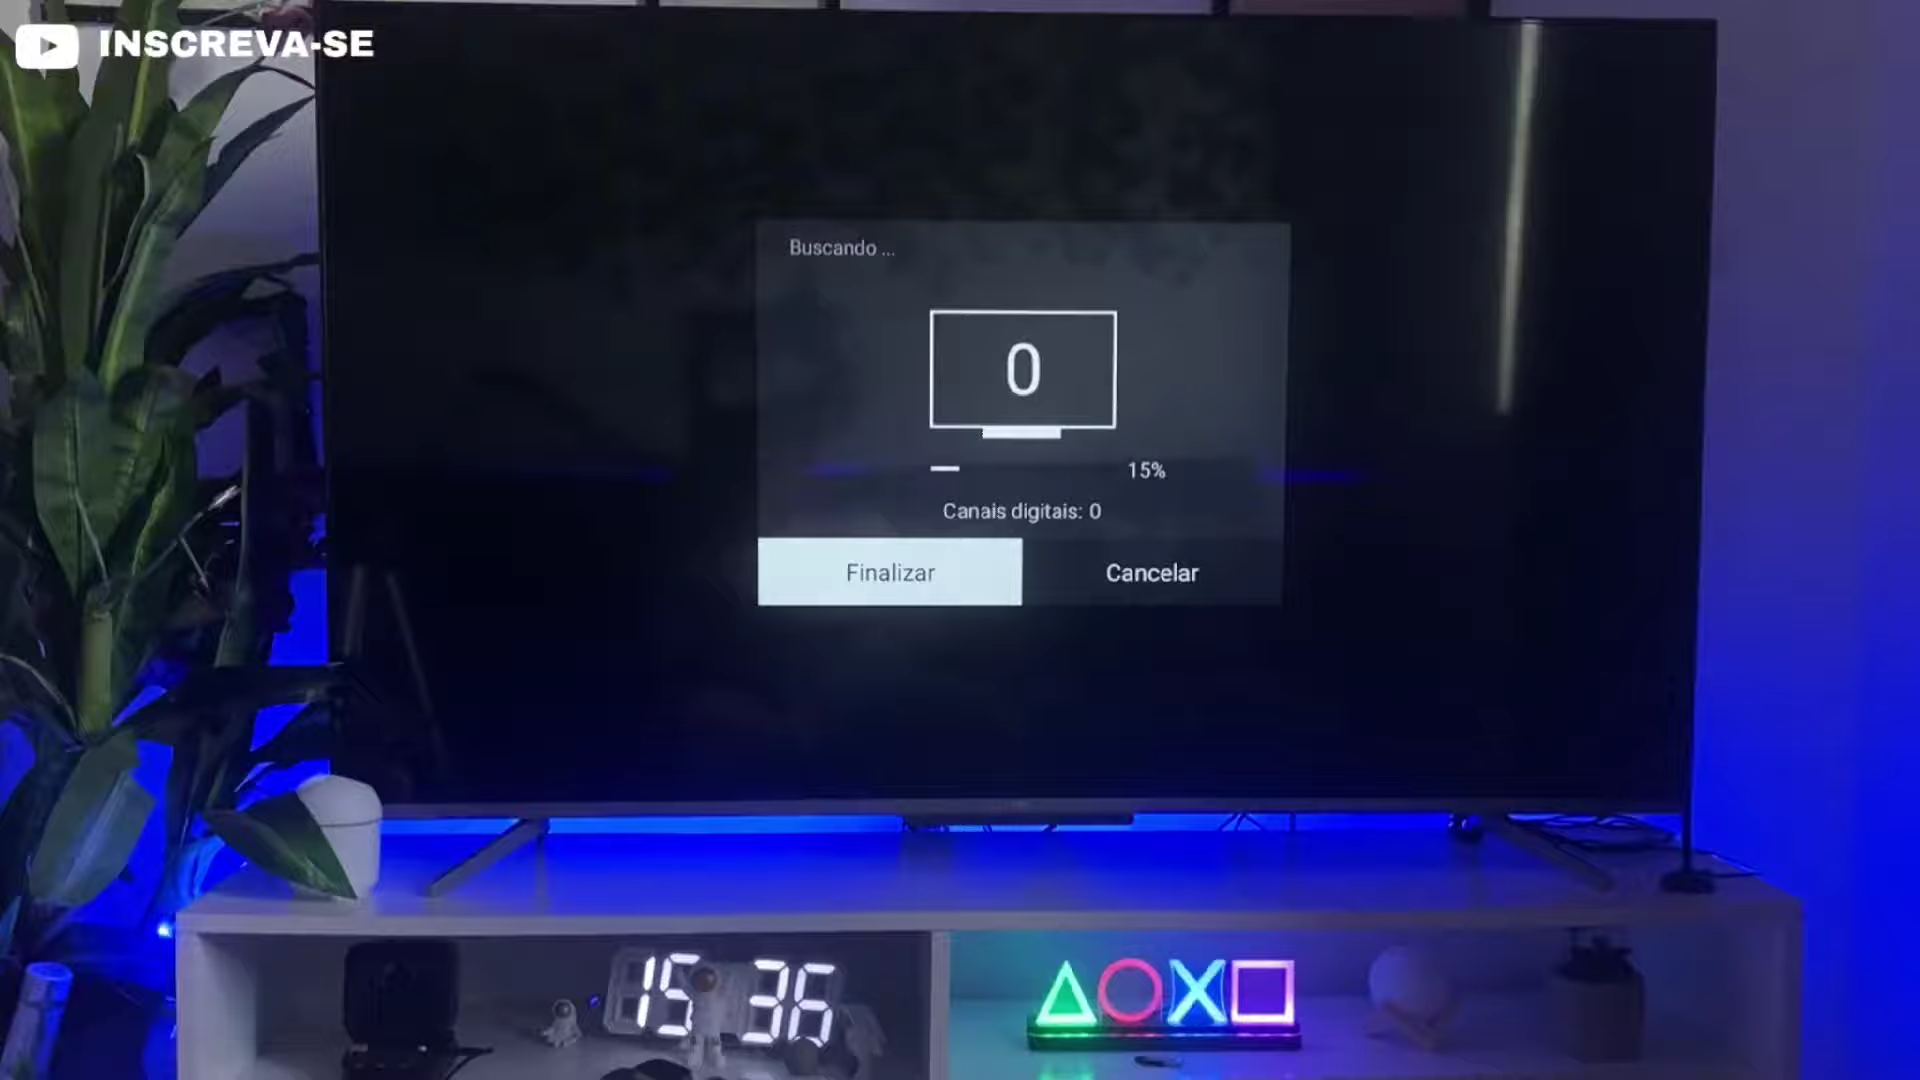 INSCREVA-SE
Buscando ...
0
15%
Canais digitais: 0
Finalizar
Cancelar
15 36